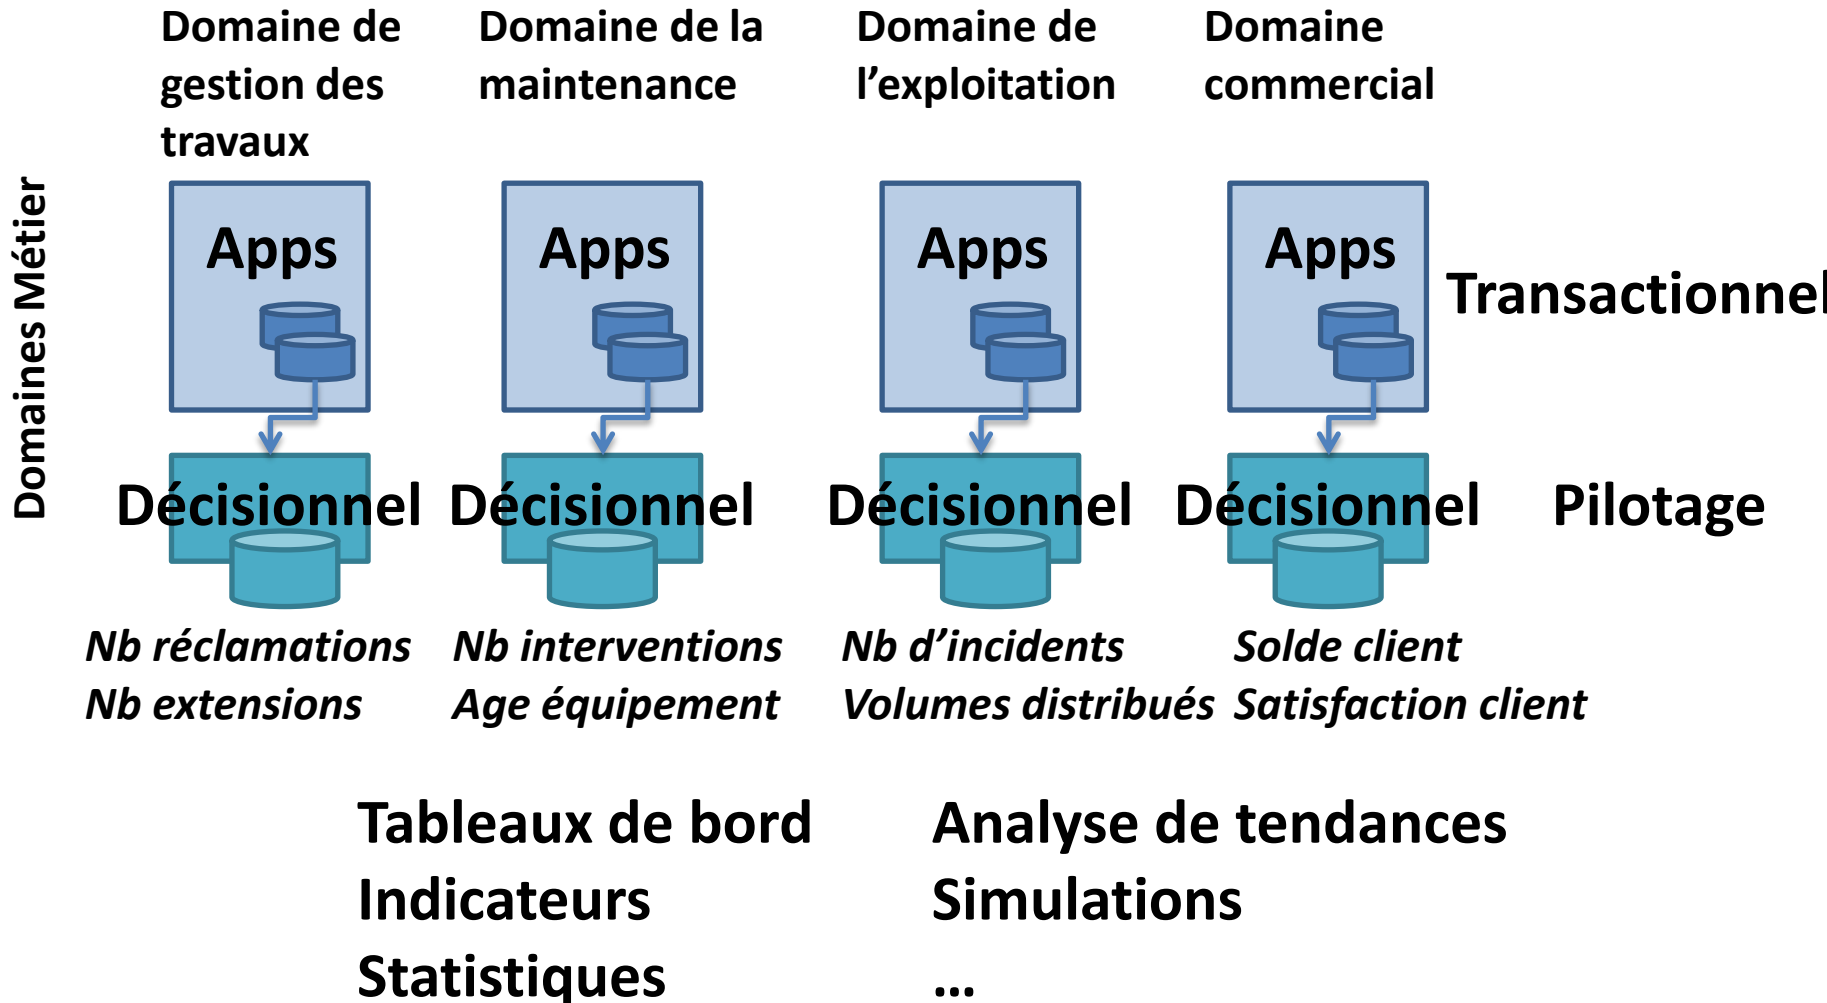 Domaine de
gestion des
travaux
Domaine de la
maintenance
Domaine de
l’exploitation
Domaine
commercial
Domaines Métier
Apps
Apps
Apps
Apps
Transactionnel
Décisionnel
Décisionnel
Décisionnel
Décisionnel
Pilotage
Nb réclamations
Nb extensions
Nb interventions
Age équipement
Nb d’incidents
Volumes distribués
Solde client
Satisfaction client
Tableaux de bord
Indicateurs
Statistiques
Analyse de tendances
Simulations
...